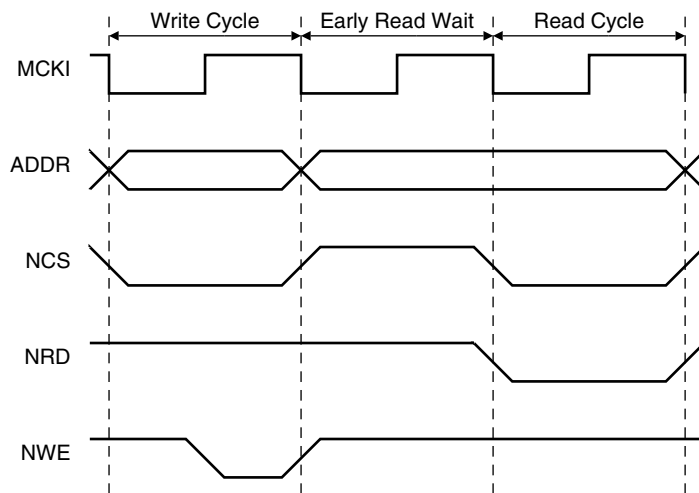 Write Cycle Early Read Wait Read Cycle
MCKI
ADDR
NCS
NRD
NWE